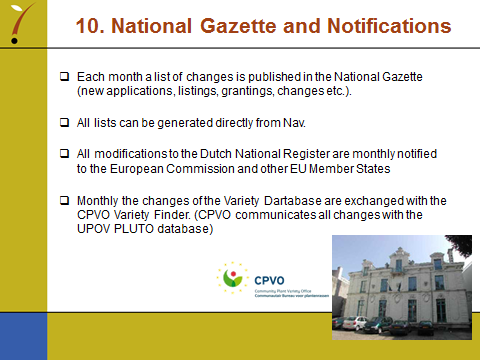 10. National Gazette and Notifications
Each month a list of changes is published in the National Gazette
(new applications, listings, grantings, changes etc.).
All lists can be generated directly from Nav.
All modifications to the Dutch National Register are monthly notified
to the European Commission and other EU Member States
Monthly the changes of the Variety Dartabase are exchanged with the
CPVO Variety Finder. (CPVO communicates all changes with the
UPOV PLUTO database)
CPVO
Community Plant Variety Office
Communautair Bureau voor plantenrassen